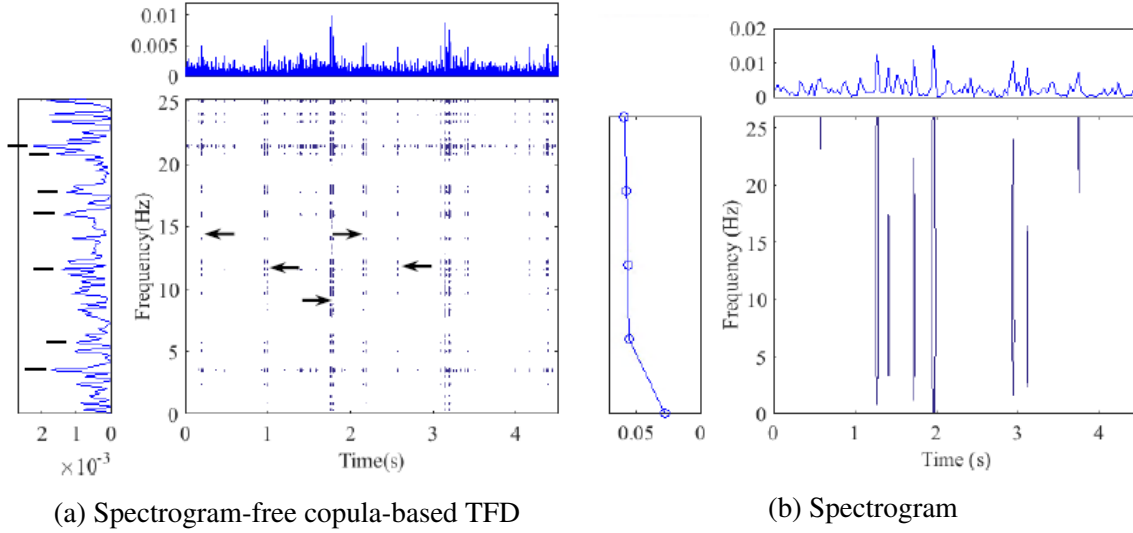 0.01
0.005
0
25
20
15
10
5
0
Frequency(Hz)
2 1 0
×10⁻³
0 1 2 3 4
Time(s)
(a) Spectrogram-free copula-based TFD
0.02
0.01
0
25
20
15
10
5
0
Frequency (Hz)
0.05 0
0 1 2 3 4
Time (s)
(b) Spectrogram